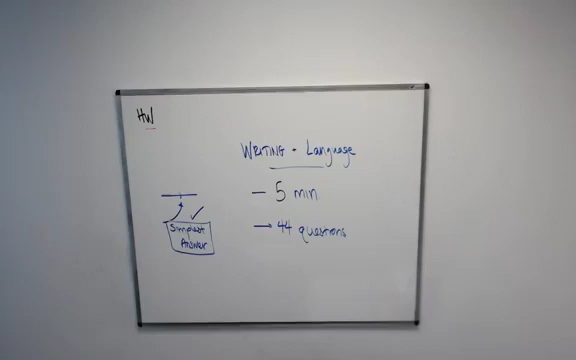 HW
WRITING + Language
– 5 min
→ 44 questions
Simplest
Answer